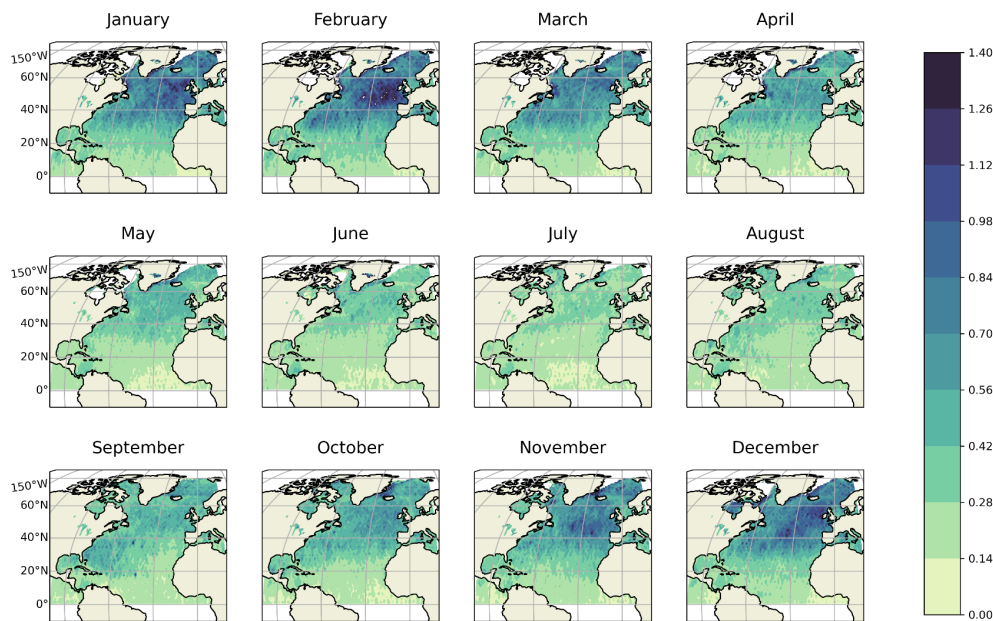 January February March April
150°W
60°N
40°N
20°N
0°
May June July August
150°W
60°N
40°N
20°N
0°
September October November December
150°W
60°N
40°N
20°N
0°
1.40
1.26
1.12
0.98
0.84
0.70
0.56
0.42
0.28
0.14
0.00